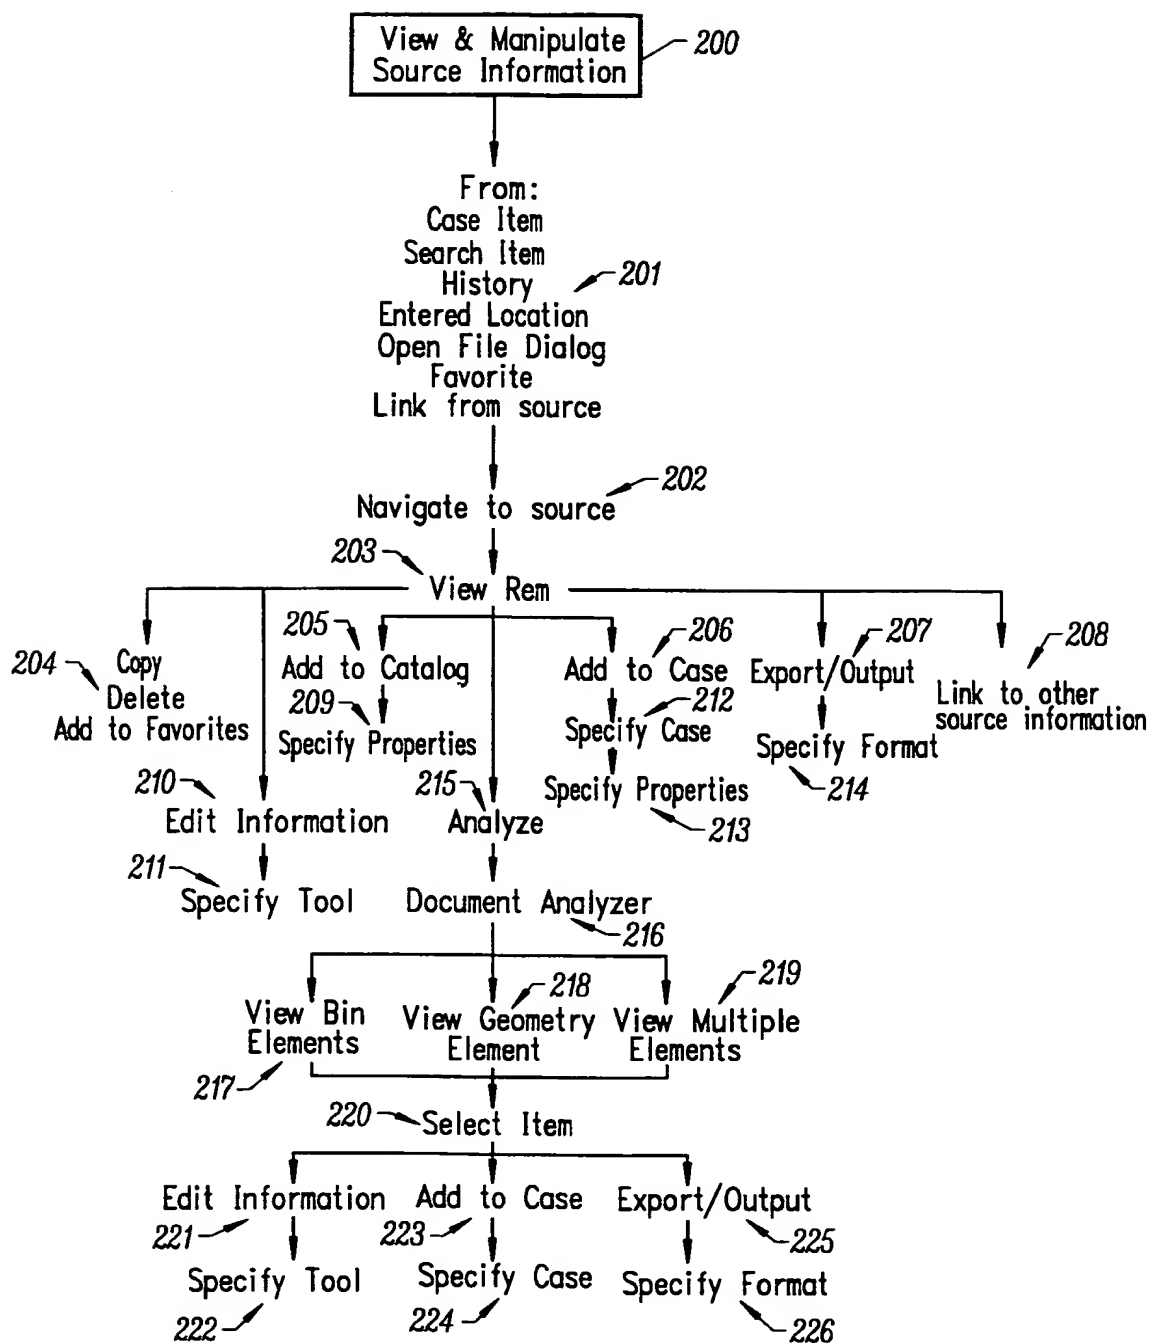 View & Manipulate
Source Information
200
From:
Case Item
Search Item
History
201
Entered Location
Open File Dialog
Favorite
Link from source
202
Navigate to source
203
View Rem
204
Copy
Delete
Add to Favorites
205
Add to Catalog
209
Specify Properties
206
Add to Case
212
Specify Case
Specify Properties
213
207
Export/Output
Specify Format
214
208
Link to other
source information
210
Edit Information
211
Specify Tool
215
Analyze
Document Analyzer
216
View Bin
Elements
217
218
View Geometry
Element
219
View Multiple
Elements
220
Select Item
Edit Information
221
Specify Tool
222
Add to Case
223
Specify Case
224
Export/Output
225
Specify Format
226